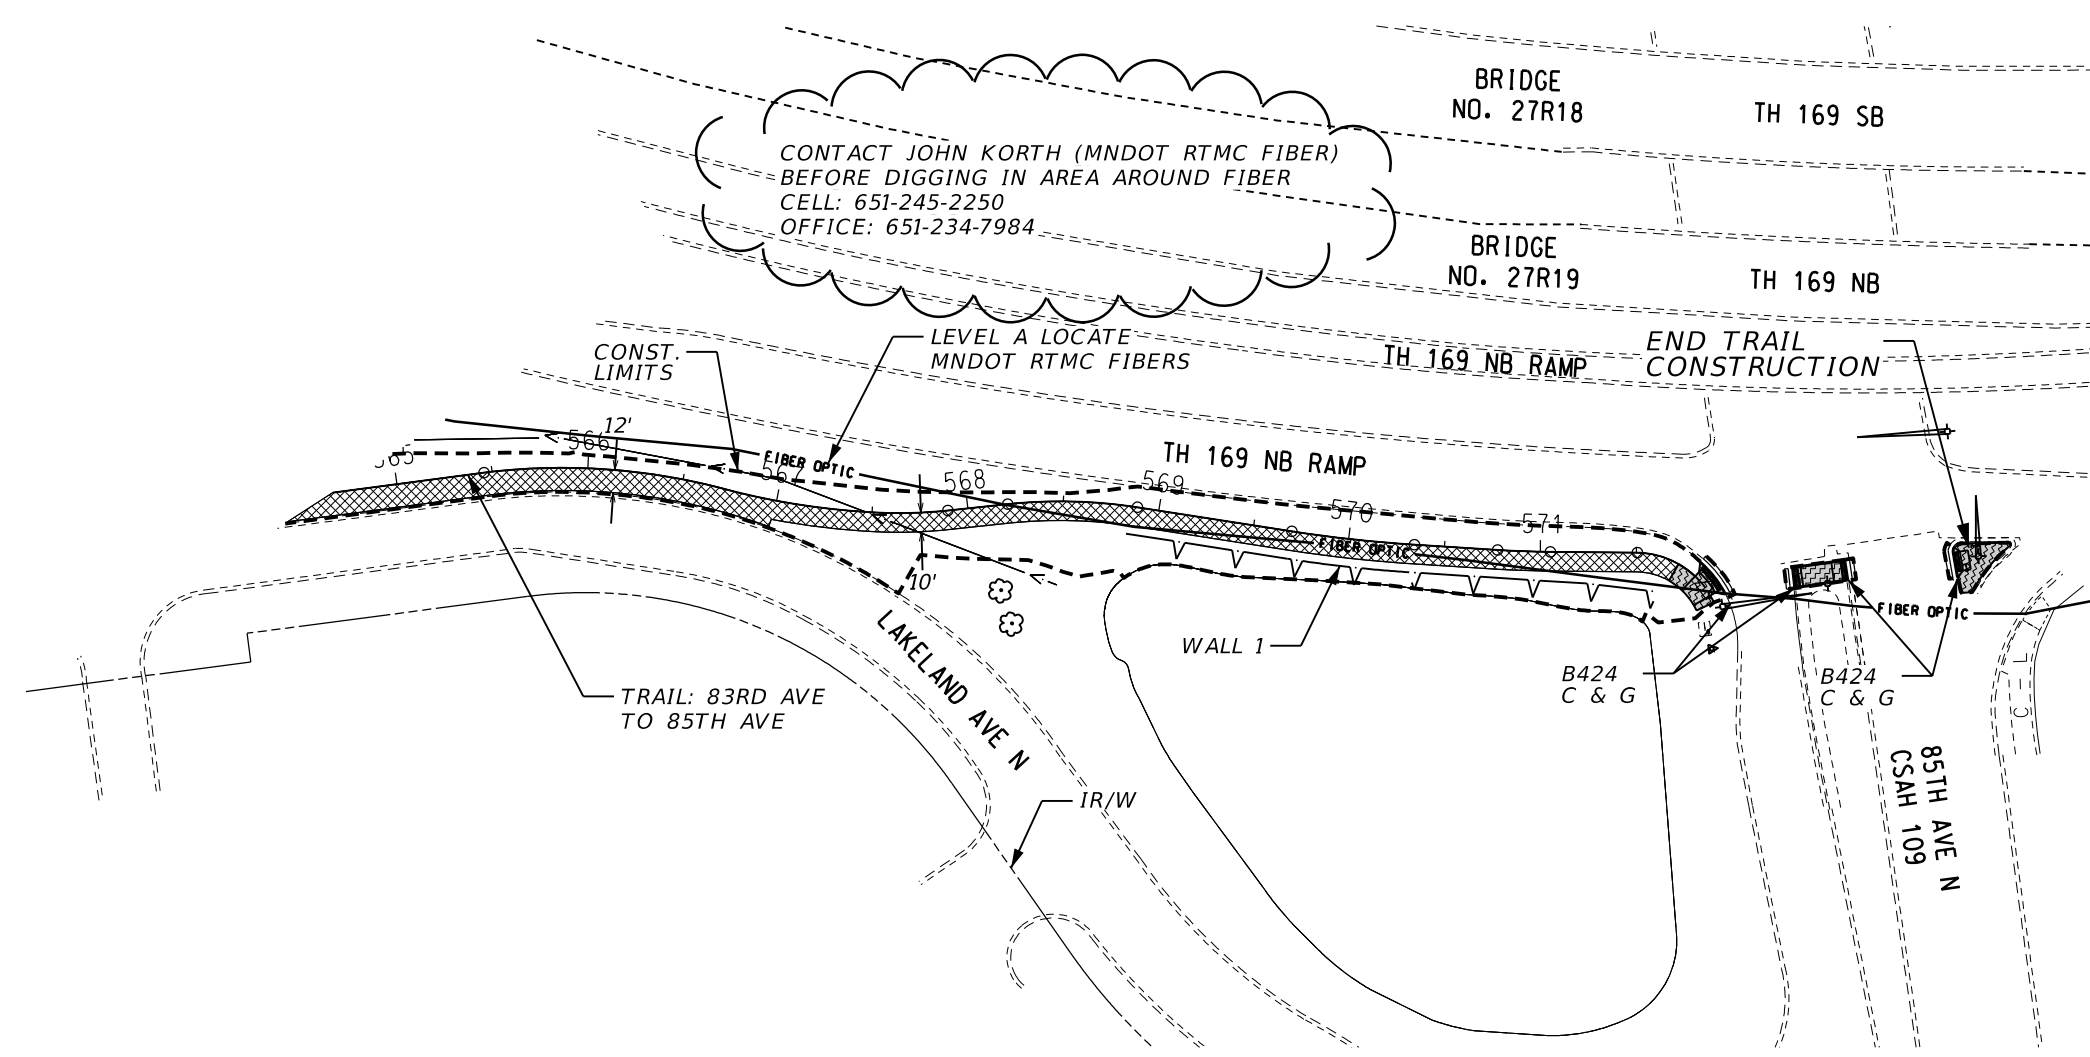 BRIDGE
NO. 27R18
TH 169 SB
CONTACT JOHN KORTH (MNDOT RTMC FIBER)
BEFORE DIGGING IN AREA AROUND FIBER
CELL: 651-245-2250
OFFICE: 651-234-7984
BRIDGE
NO. 27R19
TH 169 NB
LEVEL A LOCATE
MNDOT RTMC FIBERS
CONST.
LIMITS
TH 169 NB RAMP
END TRAIL
CONSTRUCTION
12'
566
FIBER OPTIC
567
568
TH 169 NB RAMP
569
570
571
FIBER OPTIC
10'
FIBER OPTIC
LAKELAND AVE N
WALL 1
B424
C & G
B424
C & G
TRAIL: 83RD AVE
TO 85TH AVE
IR/W
85TH AVE N
CSAH 109
C